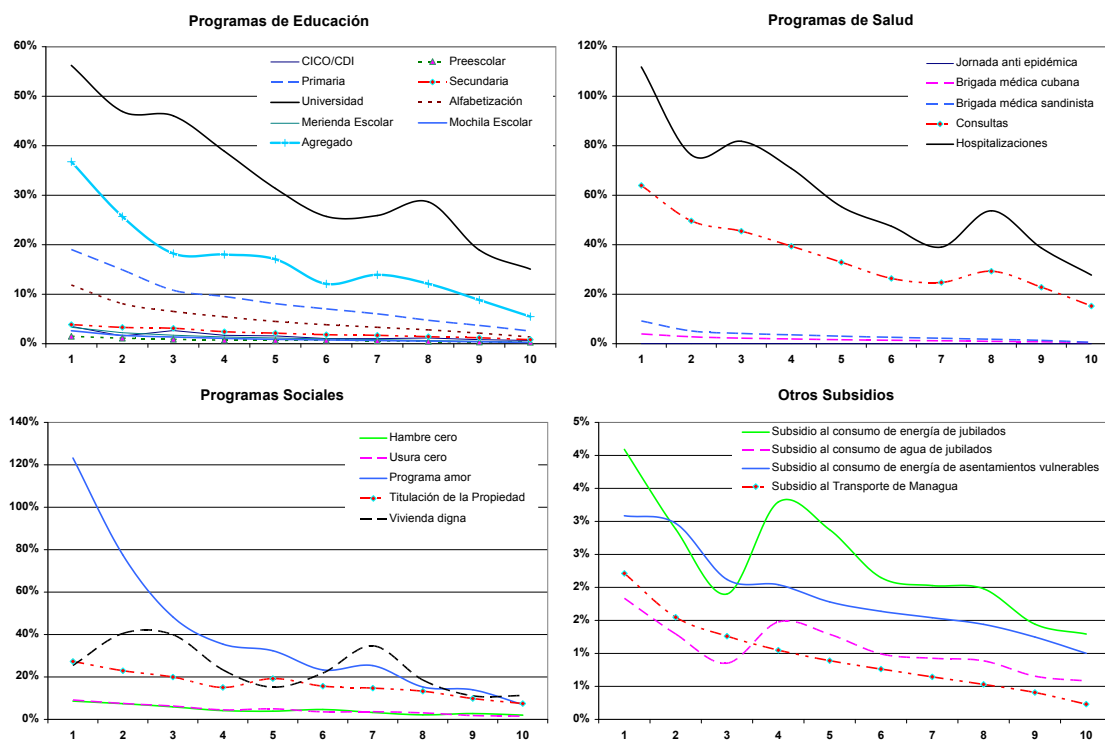 Programas de Educación
60%
50%
40%
30%
20%
10%
0%
CICO/CDI
Preescolar
Primaria
Secundaria
Universidad
Alfabetización
Merienda Escolar
Mochila Escolar
Agregado
1 2 3 4 5 6 7 8 9 10
Programas de Salud
120%
100%
80%
60%
40%
20%
0%
Jornada anti epidémica
Brigada médica cubana
Brigada médica sandinista
Consultas
Hospitalizaciones
1 2 3 4 5 6 7 8 9 10
Programas Sociales
140%
120%
100%
80%
60%
40%
20%
0%
Hambre cero
Usura cero
Programa amor
Titulación de la Propiedad
Vivienda digna
1 2 3 4 5 6 7 8 9 10
Otros Subsidios
5%
4%
4%
3%
3%
2%
2%
1%
1%
0%
Subsidio al consumo de energía de jubilados
Subsidio al consumo de agua de jubilados
Subsidio al consumo de energía de asentamientos vulnerables
Subsidio al Transporte de Managua
1 2 3 4 5 6 7 8 9 10